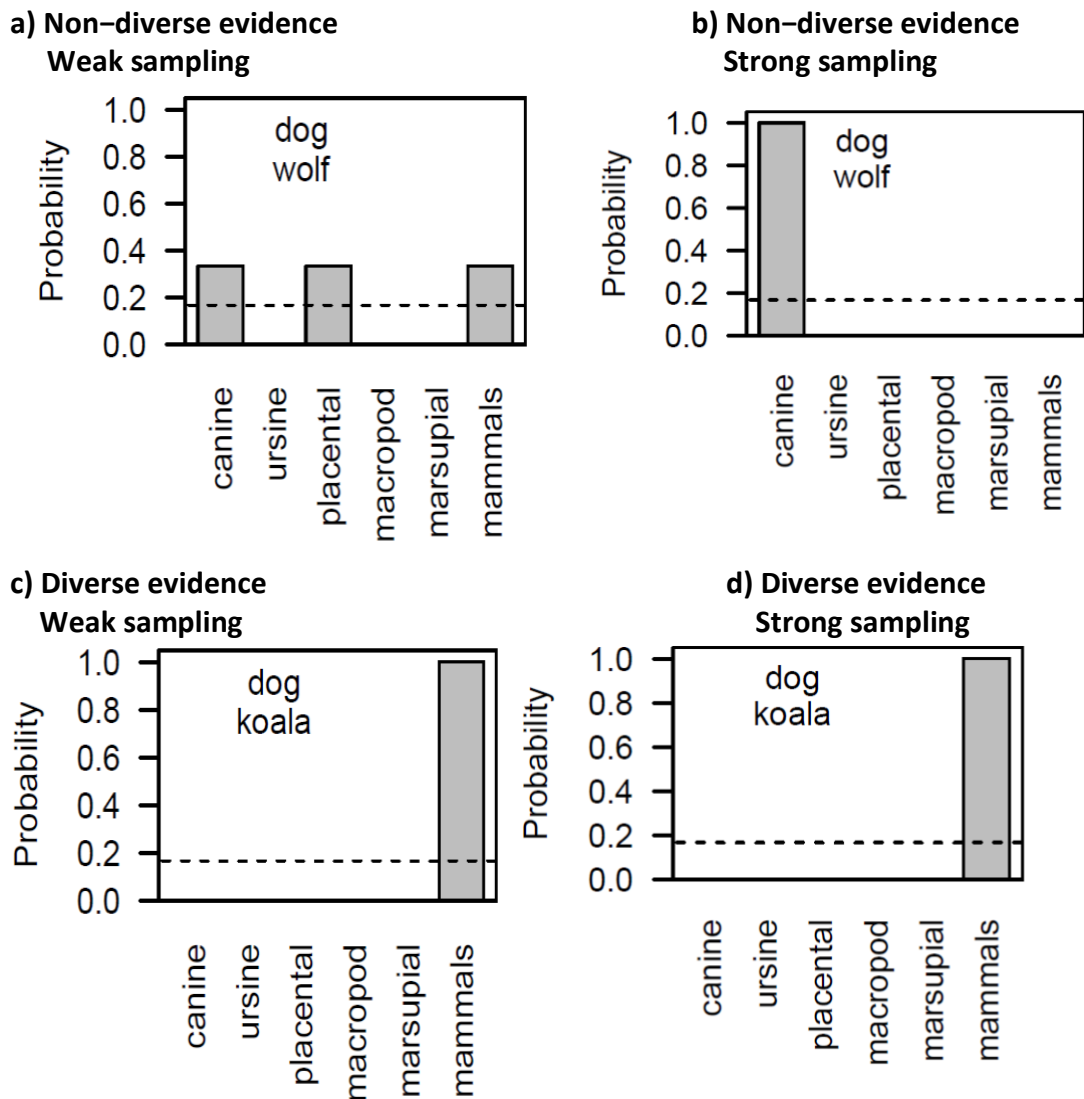 a) Non−diverse evidence
Weak sampling
Probability
1.0
0.8
0.6
0.4
0.2
0.0
dog
wolf
canine
ursine
placental
macropod
marsupial
mammals
b) Non−diverse evidence
Strong sampling
Probability
1.0
0.8
0.6
0.4
0.2
0.0
dog
wolf
canine
ursine
placental
macropod
marsupial
mammals
c) Diverse evidence
Weak sampling
Probability
1.0
0.8
0.6
0.4
0.2
0.0
dog
koala
canine
ursine
placental
macropod
marsupial
mammals
d) Diverse evidence
Strong sampling
Probability
1.0
0.8
0.6
0.4
0.2
0.0
dog
koala
canine
ursine
placental
macropod
marsupial
mammals